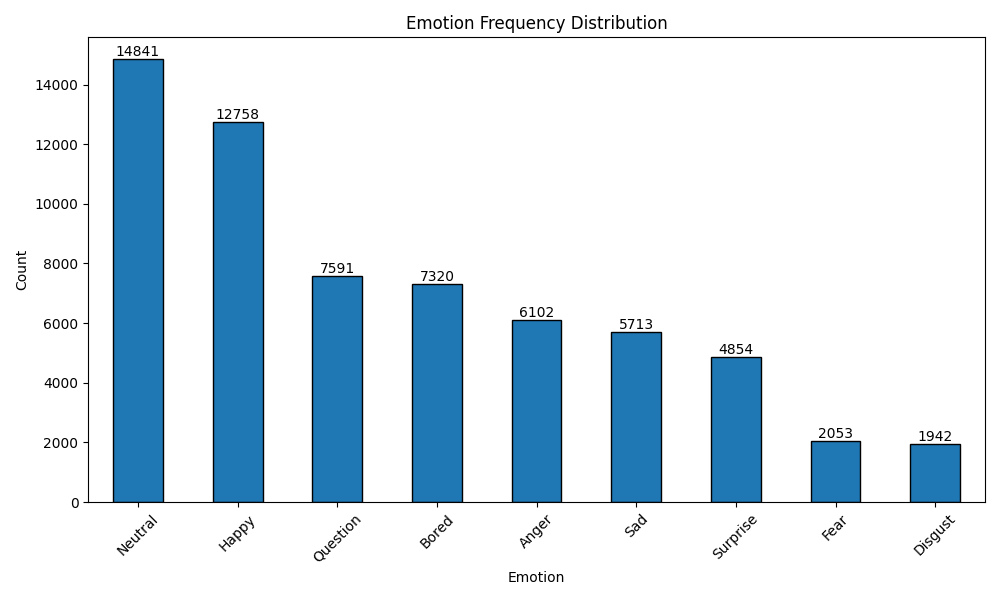 Emotion Frequency Distribution
Count
14000
12000
10000
8000
6000
4000
2000
0
14841
12758
7591
7320
6102
5713
4854
2053
1942
Neutral
Happy
Question
Bored
Anger
Sad
Surprise
Fear
Disgust
Emotion